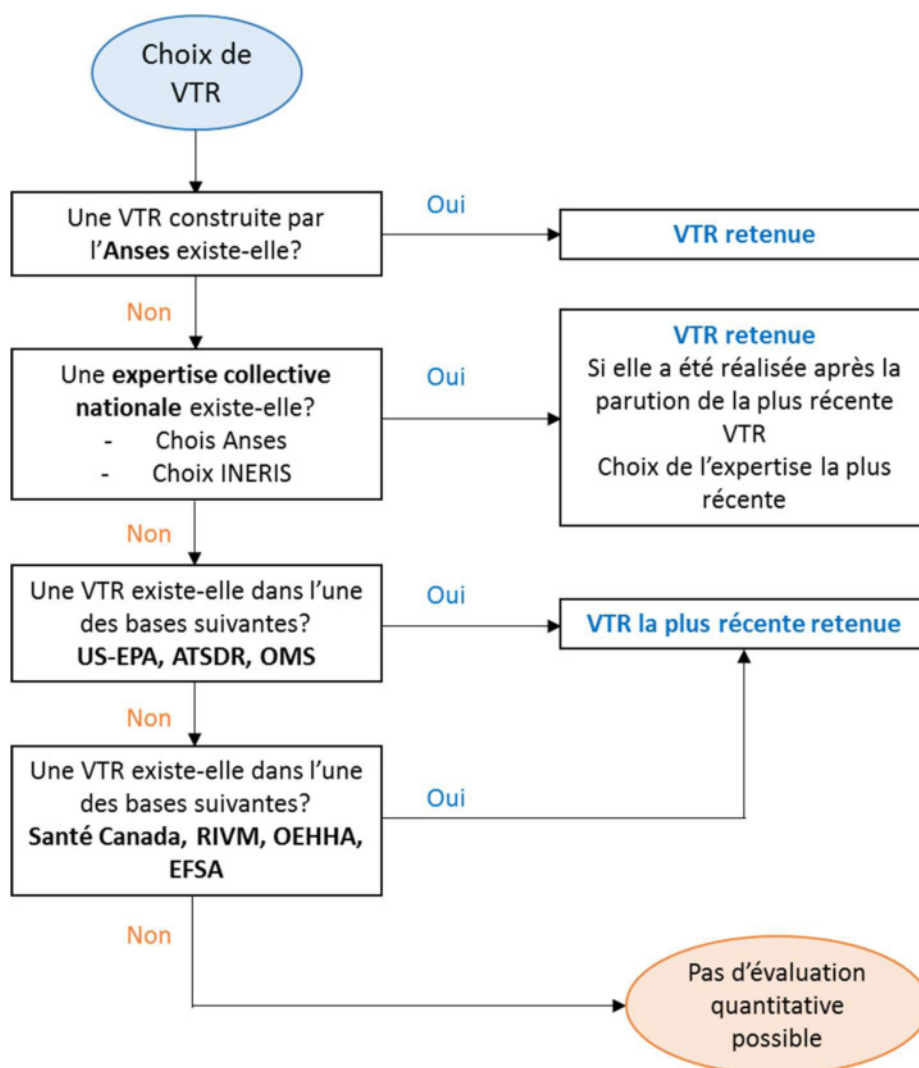 Choix de
VTR
Une VTR construite par
l'Anses existe-elle?
Oui
VTR retenue
Non
Une expertise collective
nationale existe-elle?
- Chois Anses
- Choix INERIS
Oui
VTR retenue
Si elle a été réalisée après la
parution de la plus récente
VTR
Choix de l'expertise la plus
récente
Non
Une VTR existe-elle dans l'une
des bases suivantes?
US-EPA, ATSDR, OMS
Oui
VTR la plus récente retenue
Non
Une VTR existe-elle dans l'une
des bases suivantes?
Santé Canada, RIVM, OEHHA,
EFSA
Oui
Non
Pas d'évaluation
quantitative
possible